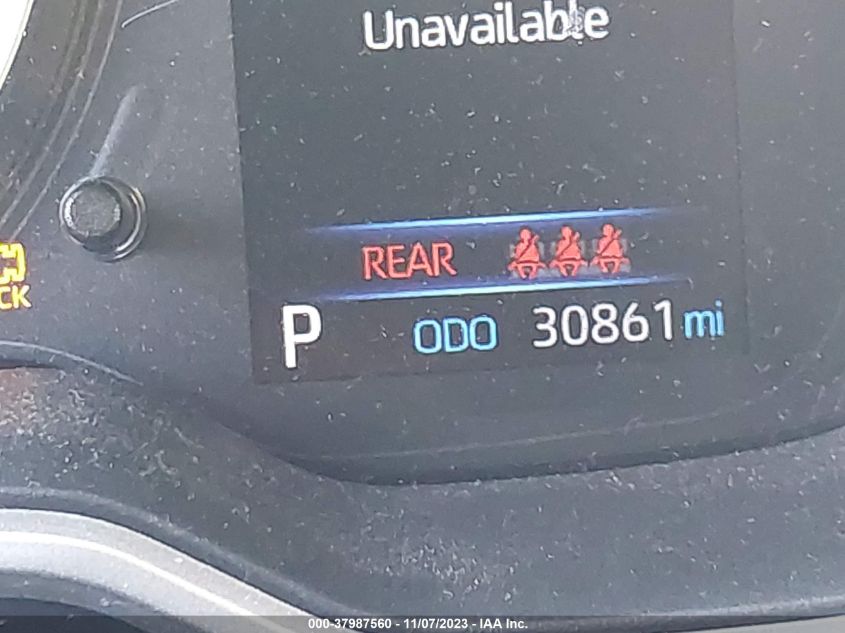 Unavailable
REAR
CK
P ODO 30861 mi
000-37987560 - 11/07/2023 - IAA Inc.